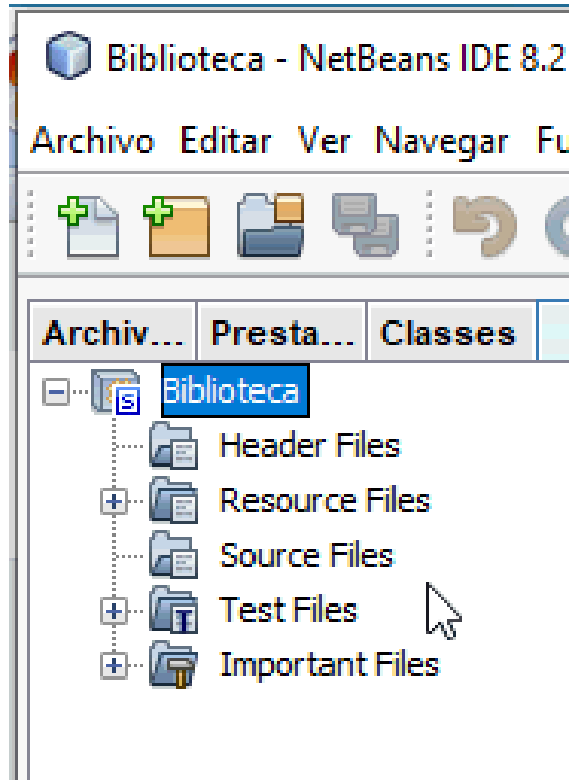 Biblioteca - NetBeans IDE 8.2
Archivo Editar Ver Navegar Fu
Archiv... Presta... Classes
Biblioteca
Header Files
Resource Files
Source Files
Test Files
Important Files